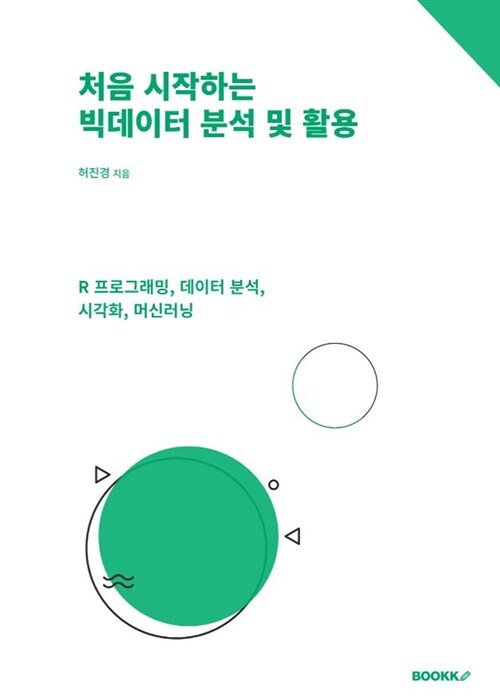 처음 시작하는
빅데이터 분석 및 활용
허진경 지음
R 프로그래밍, 데이터 분석,
시각화, 머신러닝
BOOKK